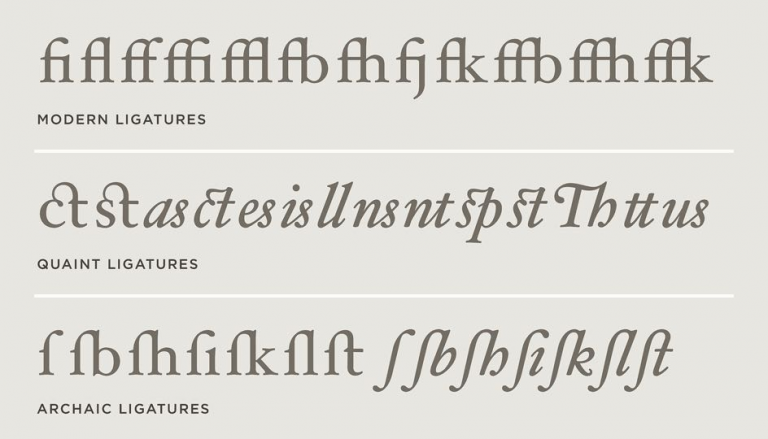 fi fl ff ffi ffl fb fh fj fk ffb ffh ffk
MODERN LIGATURES
ct st as ct es is ll ns nt sp st Th tt us
QUAINT LIGATURES
ſ ſb ſh ſi ſk ſl ſt ſ ſb ſh ſi ſk ſl ſt
ARCHAIC LIGATURES